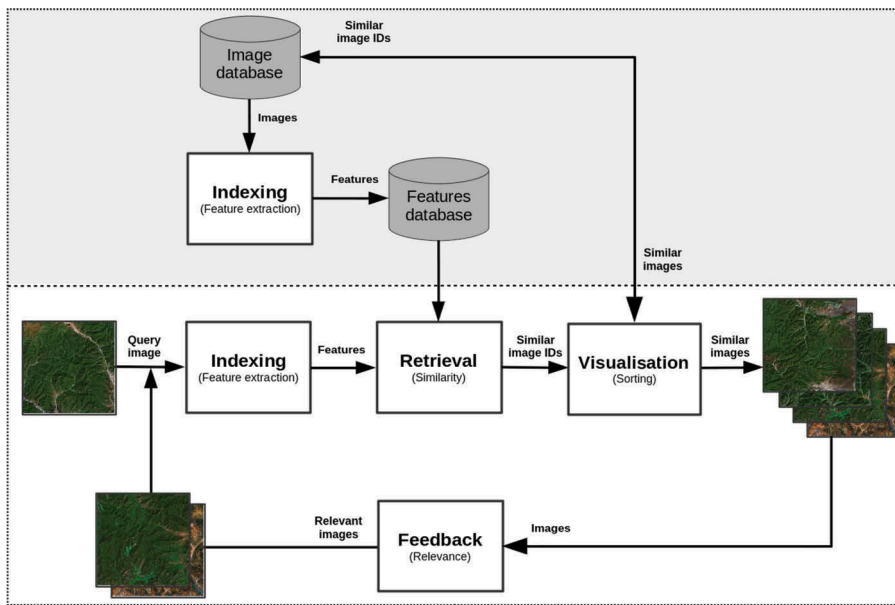 Similar
image IDs
Image
database
Images
Indexing
(Feature extraction)
Features
Features
database
Similar
images
Query
image
Indexing
(Feature extraction)
Features
Retrieval
(Similarity)
Similar
image IDs
Visualisation
(Sorting)
Similar
images
Relevant
images
Feedback
(Relevance)
Images